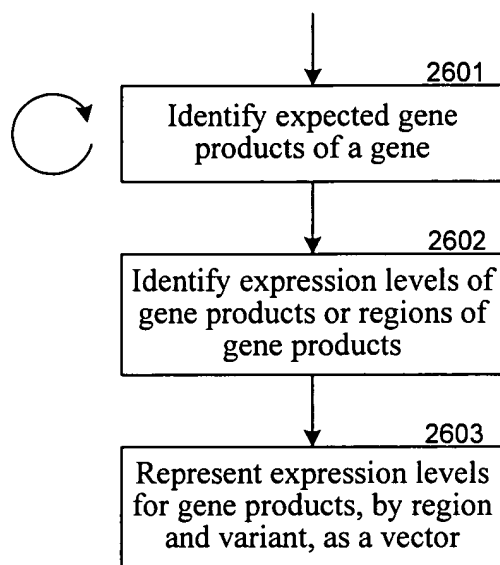 2601
Identify expected gene
products of a gene
2602
Identify expression levels of
gene products or regions of
gene products
2603
Represent expression levels
for gene products, by region
and variant, as a vector